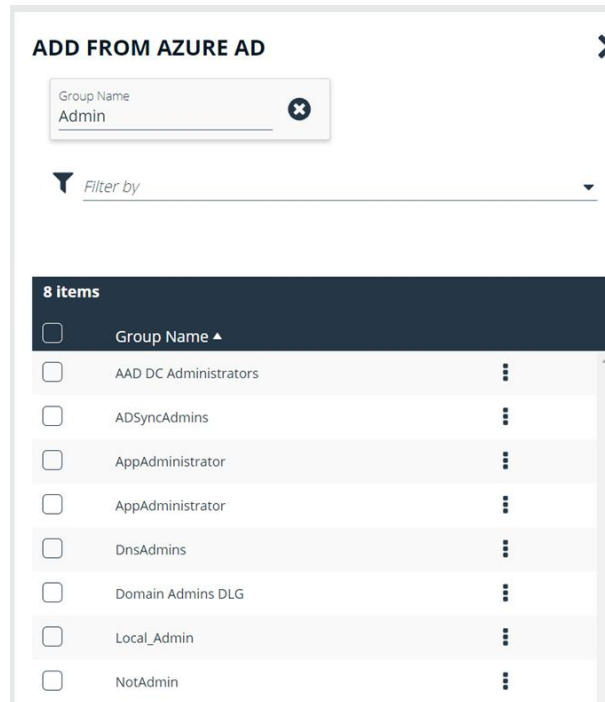 ADD FROM AZURE AD
Group Name
Admin
Filter by
8 items
Group Name
AAD DC Administrators
ADSyncAdmins
AppAdministrator
AppAdministrator
DnsAdmins
Domain Admins DLG
Local_Admin
NotAdmin